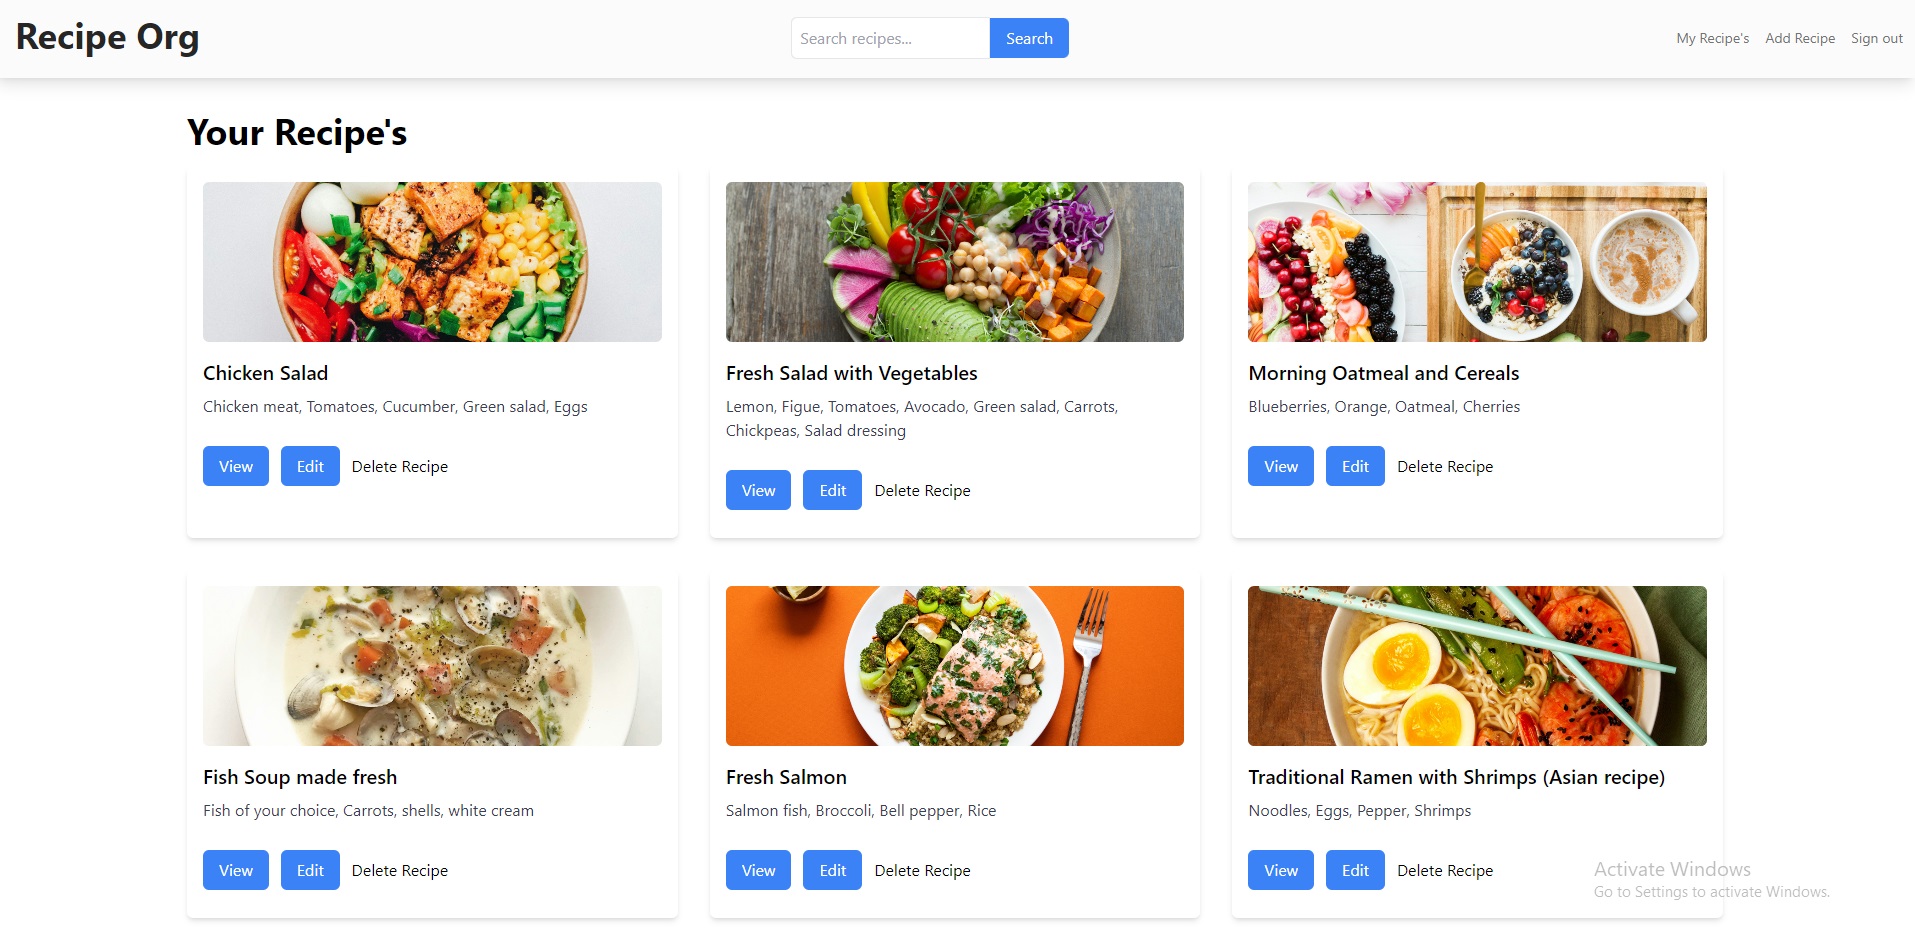 Recipe Org
Search recipes...
Search
My Recipe's
Add Recipe
Sign out
Your Recipe's
Chicken Salad
Chicken meat, Tomatoes, Cucumber, Green salad, Eggs
View
Edit
Delete Recipe
Fresh Salad with Vegetables
Lemon, Figue, Tomatoes, Avocado, Green salad, Carrots,
Chickpeas, Salad dressing
View
Edit
Delete Recipe
Morning Oatmeal and Cereals
Blueberries, Orange, Oatmeal, Cherries
View
Edit
Delete Recipe
Fish Soup made fresh
Fish of your choice, Carrots, shells, white cream
View
Edit
Delete Recipe
Fresh Salmon
Salmon fish, Broccoli, Bell pepper, Rice
View
Edit
Delete Recipe
Traditional Ramen with Shrimps (Asian recipe)
Noodles, Eggs, Pepper, Shrimps
View
Edit
Delete Recipe
Activate Windows
Go to Settings to activate Windows.